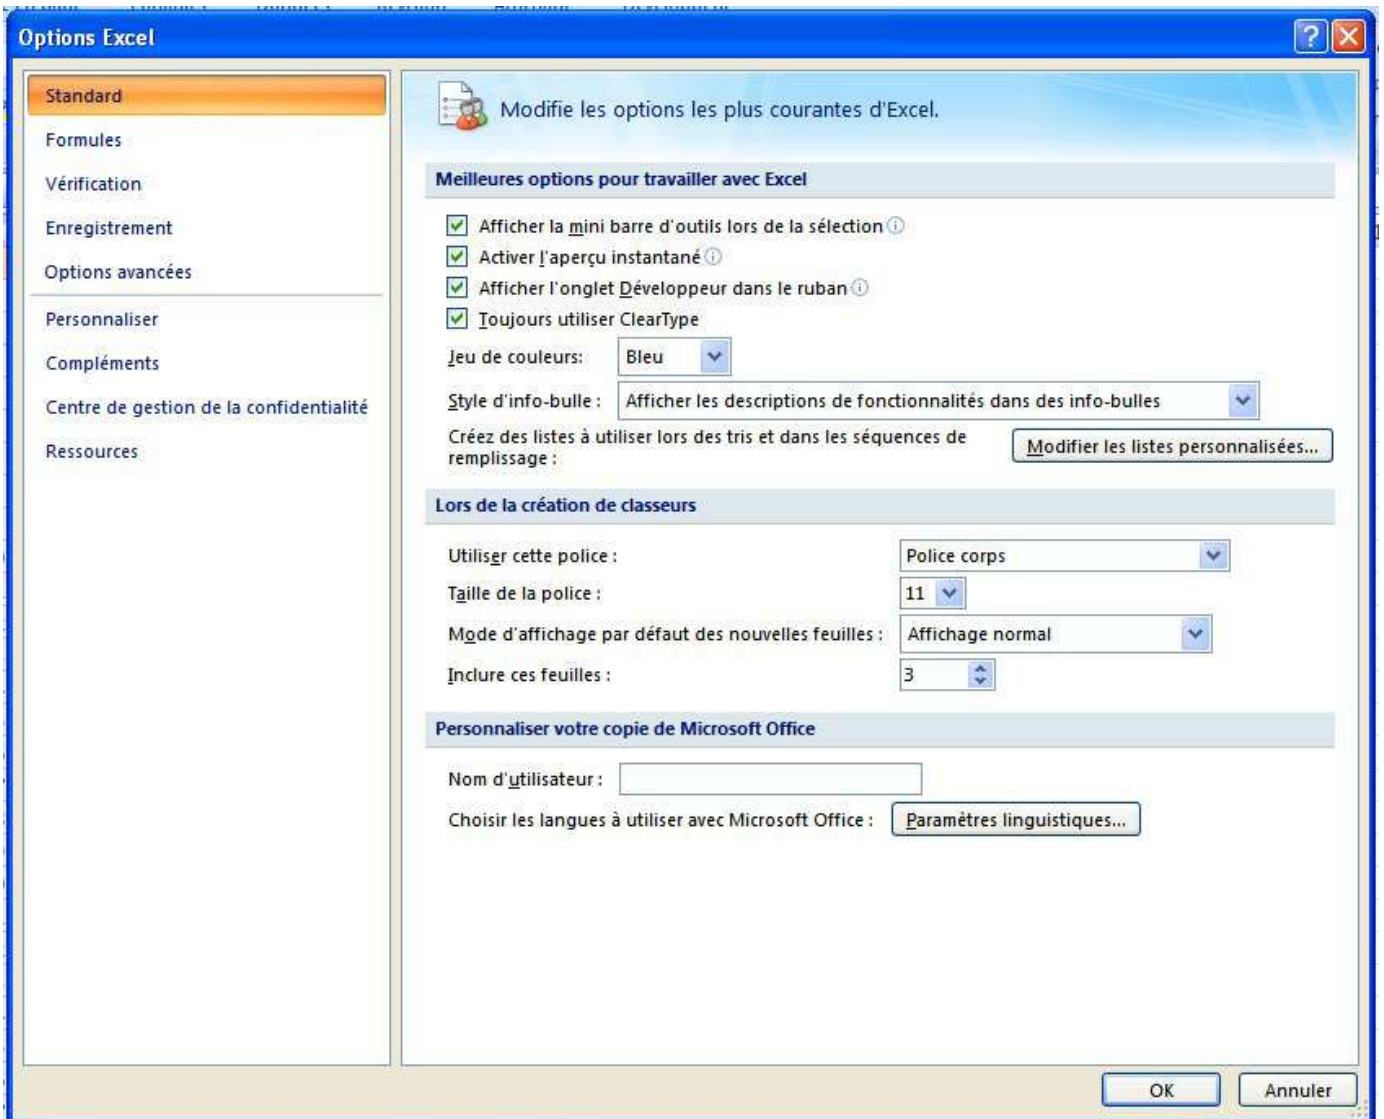 Options Excel
Standard
Formules
Vérification
Enregistrement
Options avancées
Personnaliser
Compléments
Centre de gestion de la confidentialité
Ressources
Modifie les options les plus courantes d'Excel.
Meilleures options pour travailler avec Excel
Afficher la mini barre d'outils lors de la sélection
Activer l'aperçu instantané
Afficher l'onglet Développeur dans le ruban
Toujours utiliser ClearType
Jeu de couleurs: Bleu
Style d'info-bulle : Afficher les descriptions de fonctionnalités dans des info-bulles
Créez des listes à utiliser lors des tris et dans les séquences de
remplissage : Modifier les listes personnalisées...
Lors de la création de classeurs
Utiliser cette police : Police corps
Taille de la police : 11
Mode d'affichage par défaut des nouvelles feuilles : Affichage normal
Inclure ces feuilles : 3
Personnaliser votre copie de Microsoft Office
Nom d'utilisateur :
Choisir les langues à utiliser avec Microsoft Office : Paramètres linguistiques...
OK Annuler